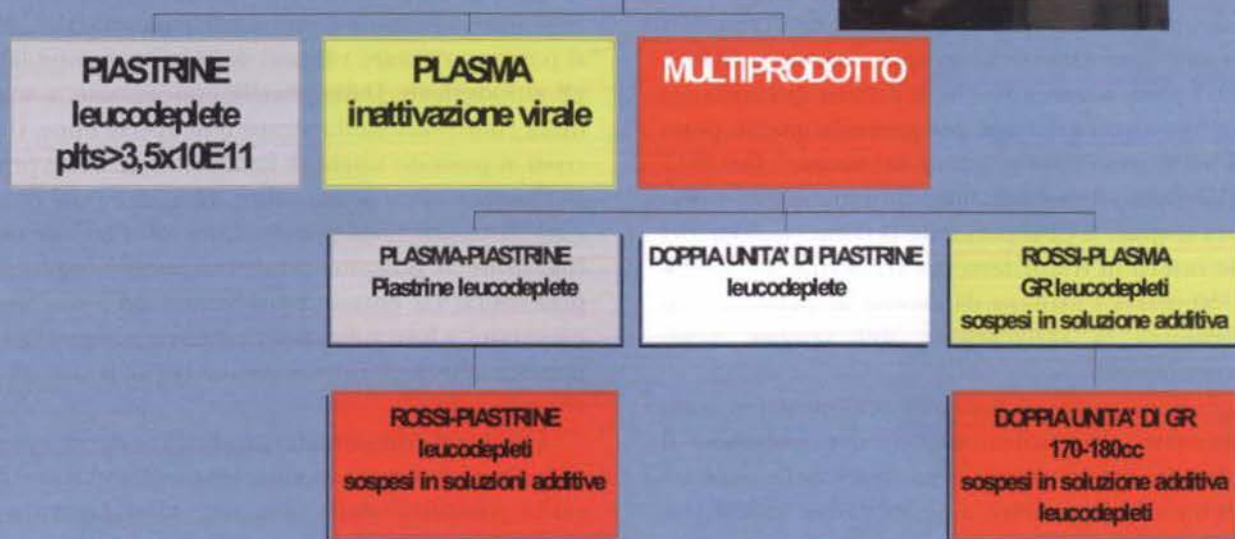 PIASTRINE
leucodeplete
plts>3,5x10E11
PLASMA
inattivazione virale
MULTIPRODOTTO
PLASMA-PIASTRINE
Piastrine leucodeplete
DOPPIA UNITA' DI PIASTRINE
leucodeplete
ROSSI-PLASMA
GR leucodepleti
sospesi in soluzione additiva
ROSSI-PIASTRINE
leucodepleti
sospesi in soluzioni additive
DOPPIA UNITA' DI GR
170-180cc
sospesi in soluzione additiva
leucodepleti